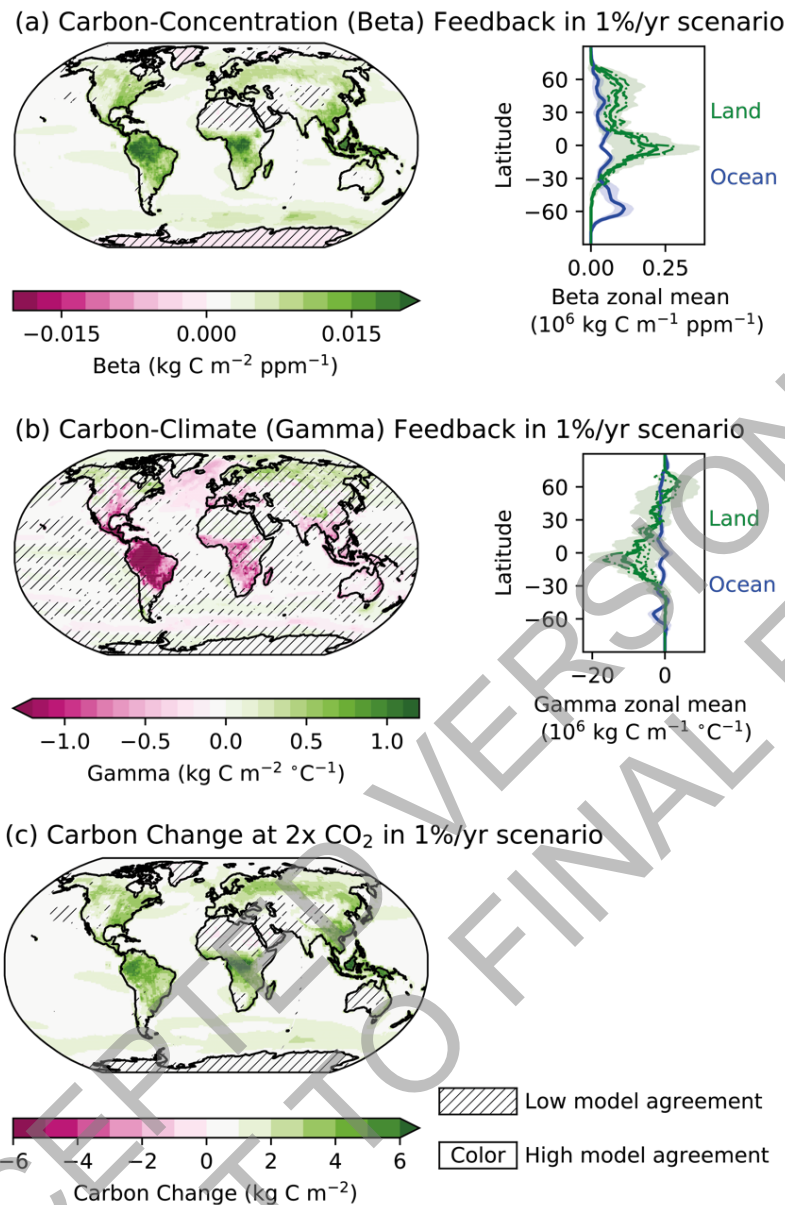 (a) Carbon-Concentration (Beta) Feedback in 1%/yr scenario
60
30
0
−30
−60
Latitude
Land
Ocean
0.00 0.25
Beta zonal mean
(10⁶ kg C m⁻¹ ppm⁻¹)
−0.015 0.000 0.015
Beta (kg C m⁻² ppm⁻¹)
(b) Carbon-Climate (Gamma) Feedback in 1%/yr scenario
60
30
0
−30
−60
Latitude
Land
Ocean
−20 0
Gamma zonal mean
(10⁶ kg C m⁻¹ °C⁻¹)
−1.0 −0.5 0.0 0.5 1.0
Gamma (kg C m⁻² °C⁻¹)
(c) Carbon Change at 2x CO₂ in 1%/yr scenario
−6 −4 −2 0 2 4 6
Carbon Change (kg C m⁻²)
Low model agreement
Color High model agreement
CEPTED VERSION
T TO FINAL